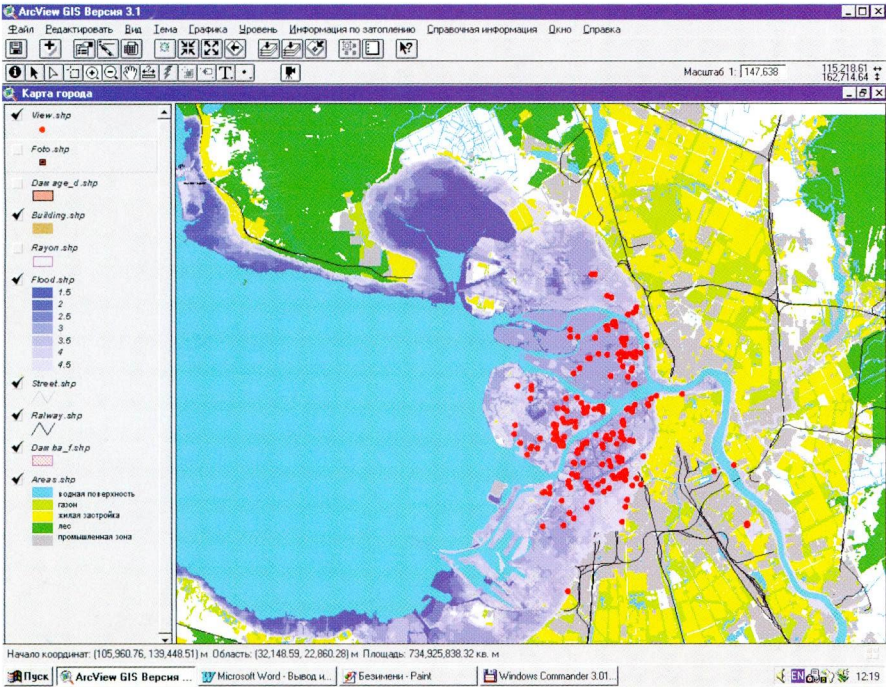 ArcView GIS Версия 3.1
Файл Редактировать Вид Тема Графика Уровень Информация по затоплению Справочная информация Окно Справка
Масштаб 1: 147,638
115,218.61
162,714.64
Карта города
View.shp
Foto.shp
Damage_d.shp
Building.shp
Rayon.shp
Flood.shp
1.5
2
2.5
3
3.5
4
4.5
Street.shp
Ralway.shp
Damba_f.shp
Areas.shp
водная поверхность
газон
жилая застройка
лес
промышленная зона
Начало координат: (105,960.76, 139,448.51) м Область: (32,148.59, 22,860.28) м Площадь: 734,925,838.32 кв. м
Пуск ArcView GIS Версия ... Microsoft Word - Вывод и... Безимени - Paint Windows Commander 3.01... EN 12:19